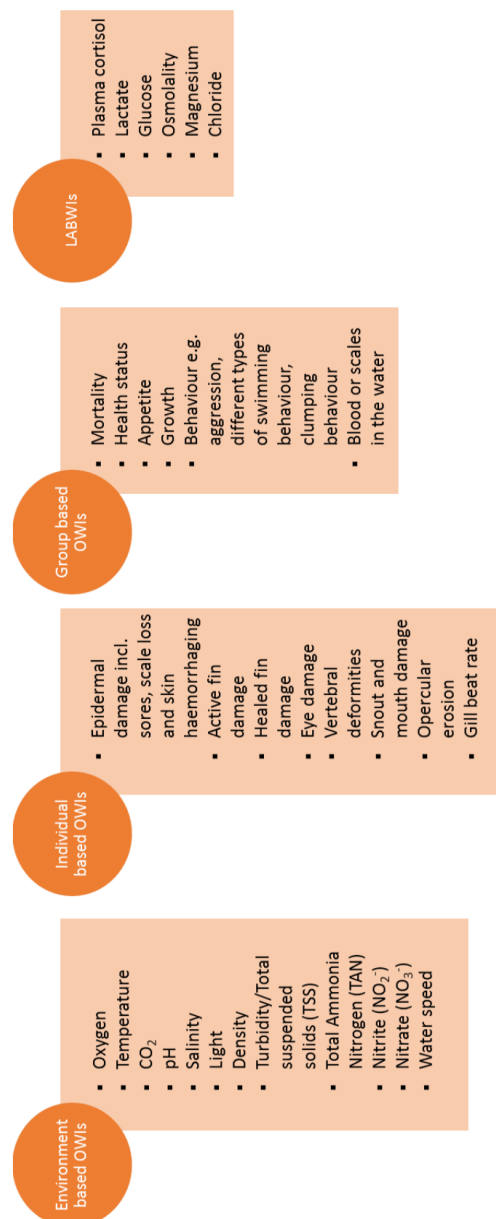 Environment
based OWIs
▪ Oxygen
▪ Temperature
▪ CO₂
▪ pH
▪ Salinity
▪ Light
▪ Density
▪ Turbidity/Total
suspended
solids (TSS)
▪ Total Ammonia
Nitrogen (TAN)
▪ Nitrite (NO₂⁻)
▪ Nitrate (NO₃⁻)
▪ Water speed
Individual
based OWIs
▪ Epidermal
damage incl.
sores, scale loss
and skin
haemorrhaging
▪ Active fin
damage
▪ Healed fin
damage
▪ Eye damage
▪ Vertebral
deformities
▪ Snout and
mouth damage
▪ Opercular
erosion
▪ Gill beat rate
Group based
OWIs
▪ Mortality
▪ Health status
▪ Appetite
▪ Growth
▪ Behaviour e.g.
aggression,
different types
of swimming
behaviour,
clumping
behaviour
▪ Blood or scales
in the water
LABWIs
▪ Plasma cortisol
▪ Lactate
▪ Glucose
▪ Osmolality
▪ Magnesium
▪ Chloride